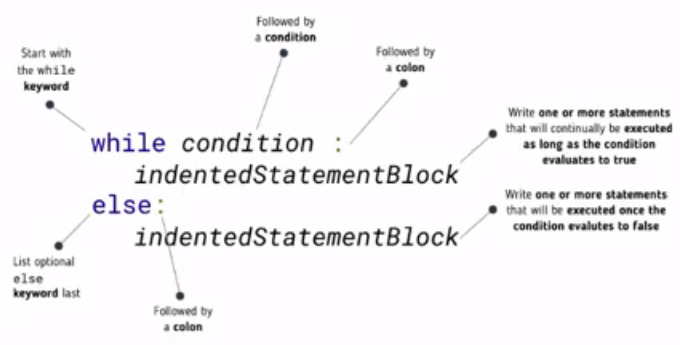 Followed by
a condition
Start with
the while
keyword
Followed by
a colon
while condition :
Write one or more statements
that will continually be executed
as long as the condition
evaluates to true
indentedStatementBlock
else:
Write one or more statements
that will be executed once the
condition evalutes to false
indentedStatementBlock
List optional
else
keyword last
Followed by
a colon